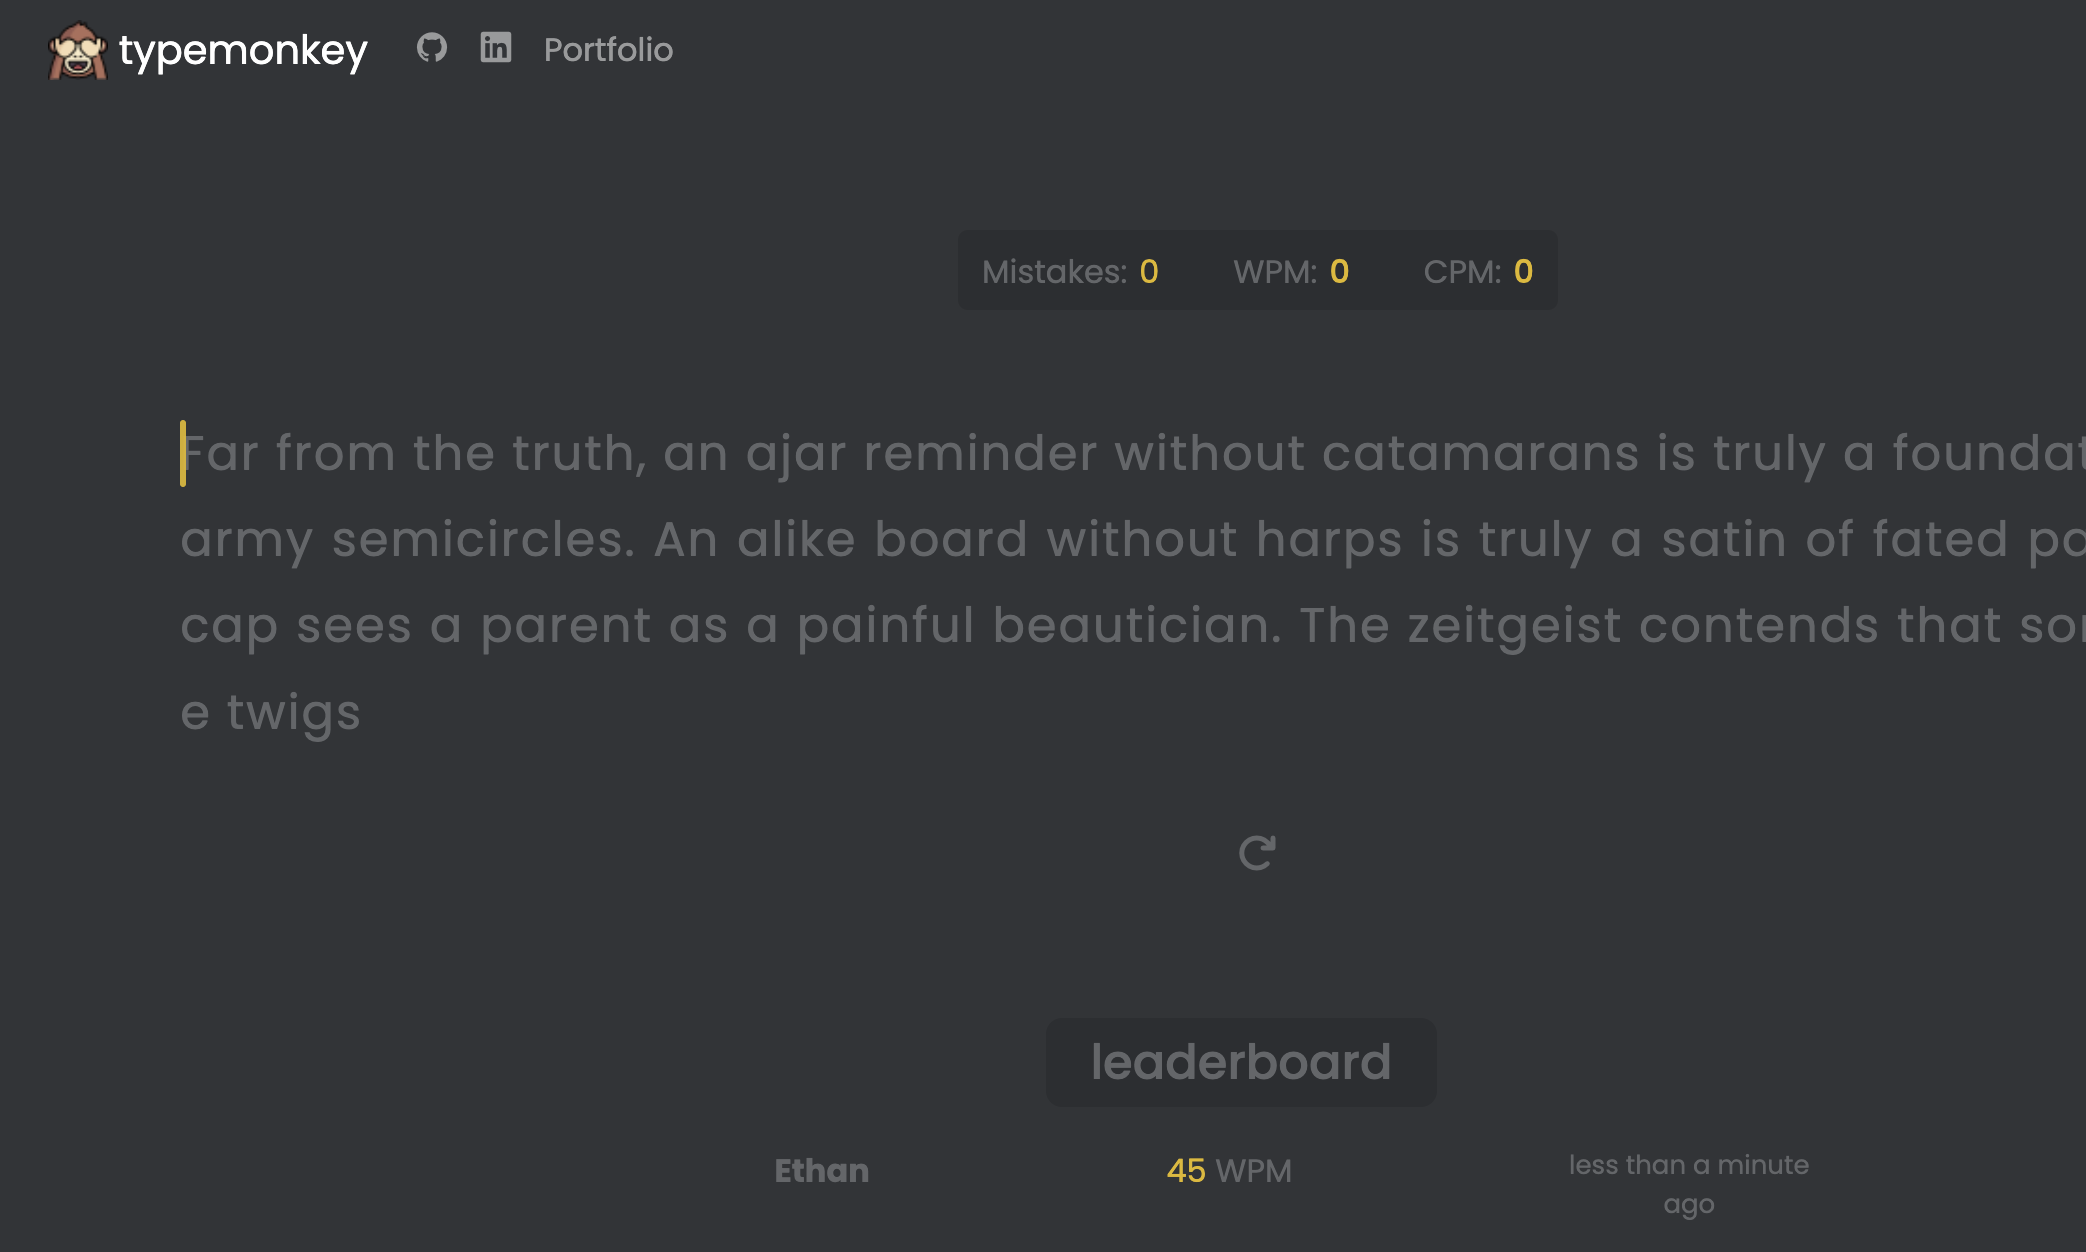 typemonkey Portfolio
Mistakes: 0 WPM: 0 CPM: 0
Far from the truth, an ajar reminder without catamarans is truly a foundat
army semicircles. An alike board without harps is truly a satin of fated
cap sees a parent as a painful beautician. The zeitgeist contends that
e twigs
leaderboard
Ethan 45 WPM less than a minute
ago